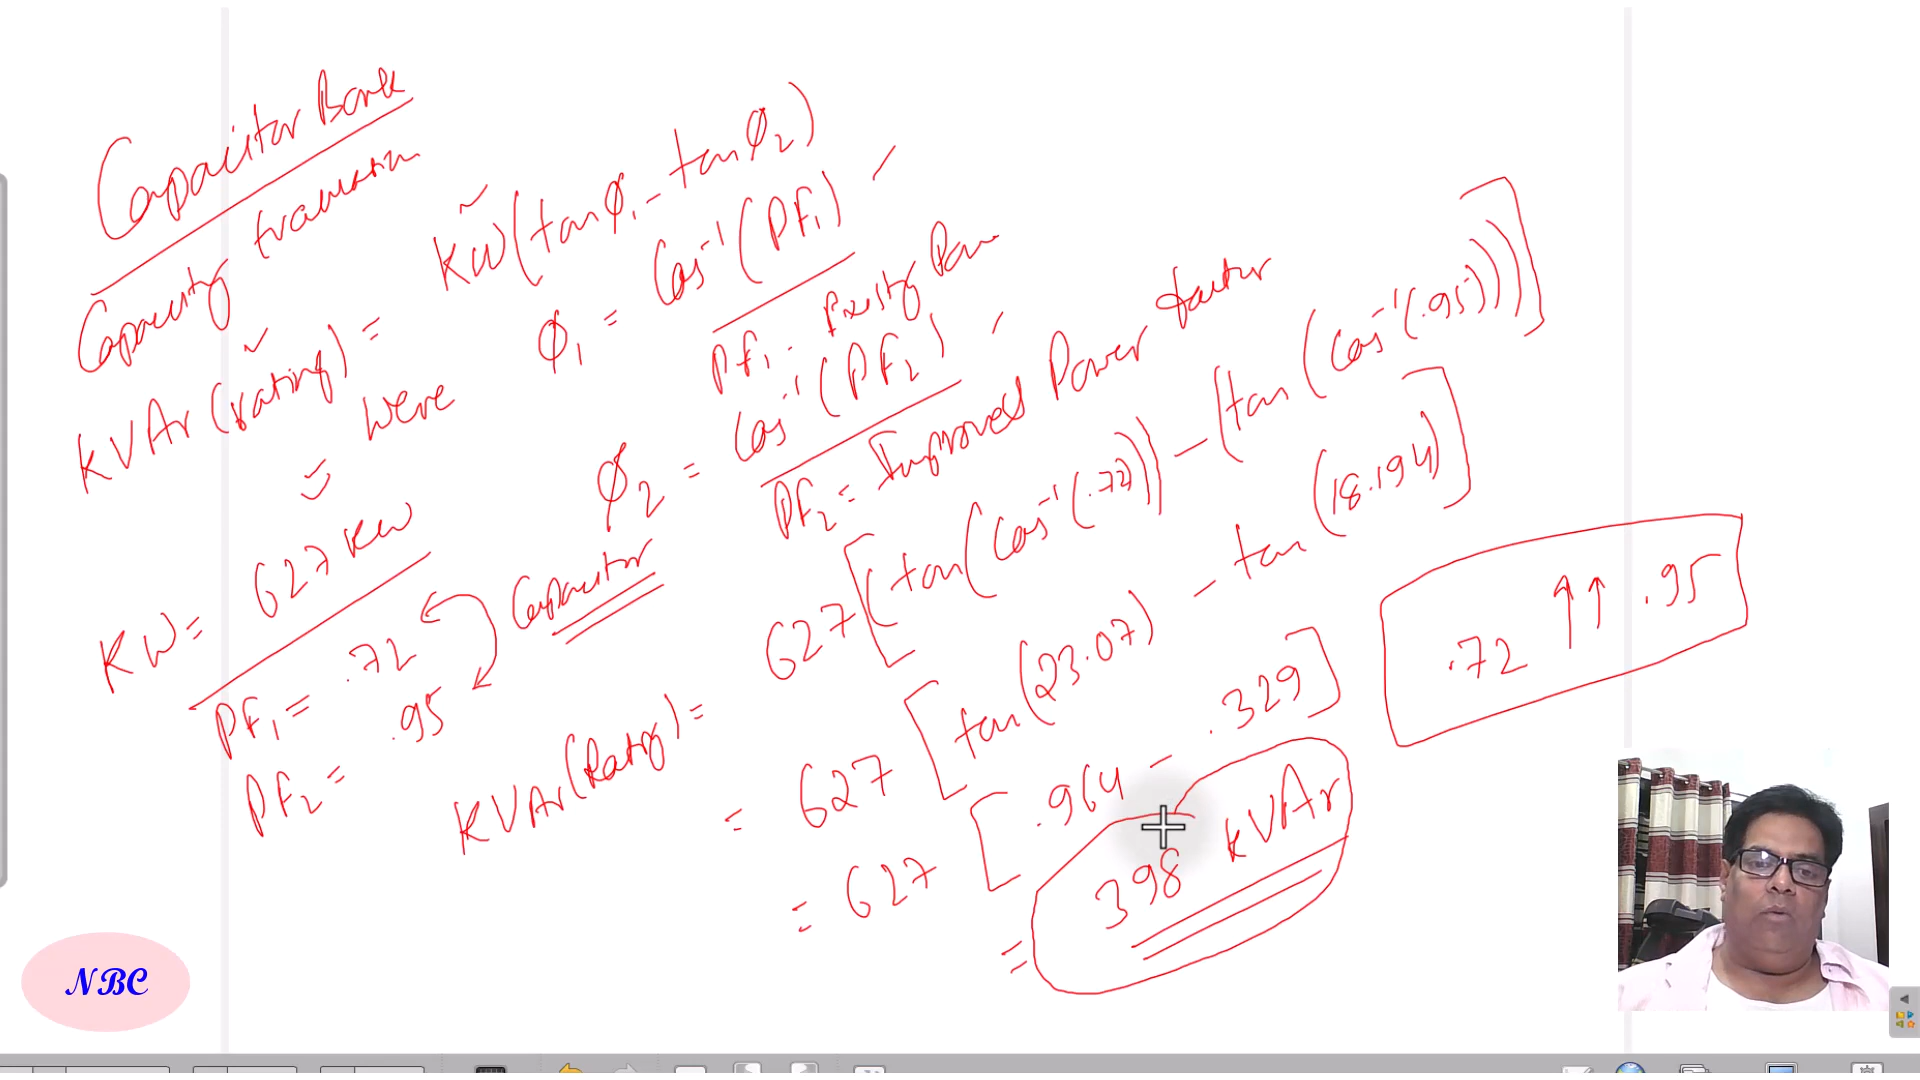 Capacitor Bank
Capacity Evaluation
KVAr (rating) = KW (tanϕ1 - tanϕ2)
Were ϕ1 = Cos⁻¹ (PF1)
PF1 - Existing Pow
ϕ2 = Cos⁻¹ (PF2)
PF2 = Improved Power factor
KW = 627 KW
PF1 = .72
PF2 = .95
Capacitor
KVAr (Rating) = 627 [(tan (Cos⁻¹ (.72)) - (tan (Cos⁻¹ (.95)))]
= 627 [tan (23.07) - tan (18.194)]
= 627 [.964 - .329]
= 398 KVAr
.72 ↑↑ .95
NBC